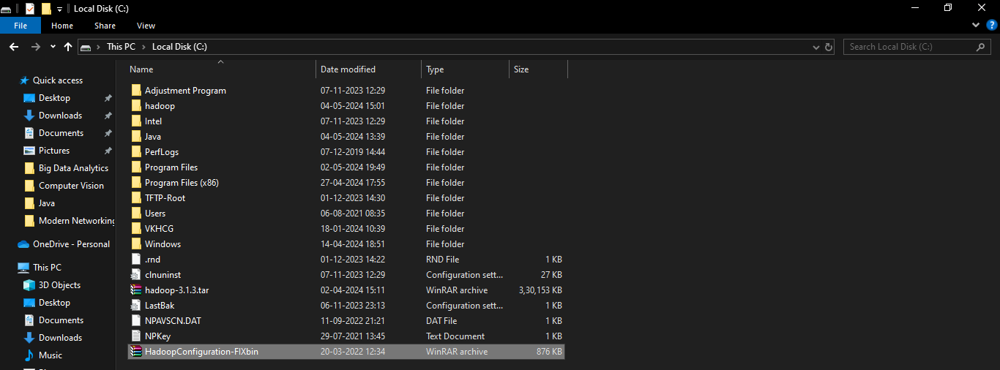 Local Disk (C:)
File Home Share View
This PC Local Disk (C:) Search Local Disk (C:)
Name Date modified Type Size
Quick access
Desktop
Downloads
Documents
Pictures
Big Data Analytics
Computer Vision
Java
Modern Networking
OneDrive - Personal
This PC
3D Objects
Desktop
Documents
Downloads
Music
Adjustment Program 07-11-2023 12:29 File folder
hadoop 04-05-2024 15:01 File folder
Intel 07-11-2023 12:29 File folder
Java 04-05-2024 13:39 File folder
PerfLogs 07-12-2019 14:44 File folder
Program Files 02-05-2024 19:49 File folder
Program Files (x86) 27-04-2024 17:55 File folder
TFTP-Root 01-12-2023 14:30 File folder
Users 06-08-2021 08:35 File folder
VKHCG 18-01-2024 10:39 File folder
Windows 14-04-2024 18:51 File folder
.rnd 01-12-2023 14:22 RND File 1 KB
clnuninst 07-11-2023 12:29 Configuration sett... 27 KB
hadoop-3.1.3.tar 02-04-2024 15:11 WinRAR archive 3,30,153 KB
LastBak 06-11-2023 23:13 Configuration sett... 1 KB
NPAVSCN.DAT 11-09-2022 21:21 DAT File 1 KB
NPKey 29-07-2021 13:45 Text Document 1 KB
HadoopConfiguration-FIXbin 20-03-2022 12:34 WinRAR archive 876 KB